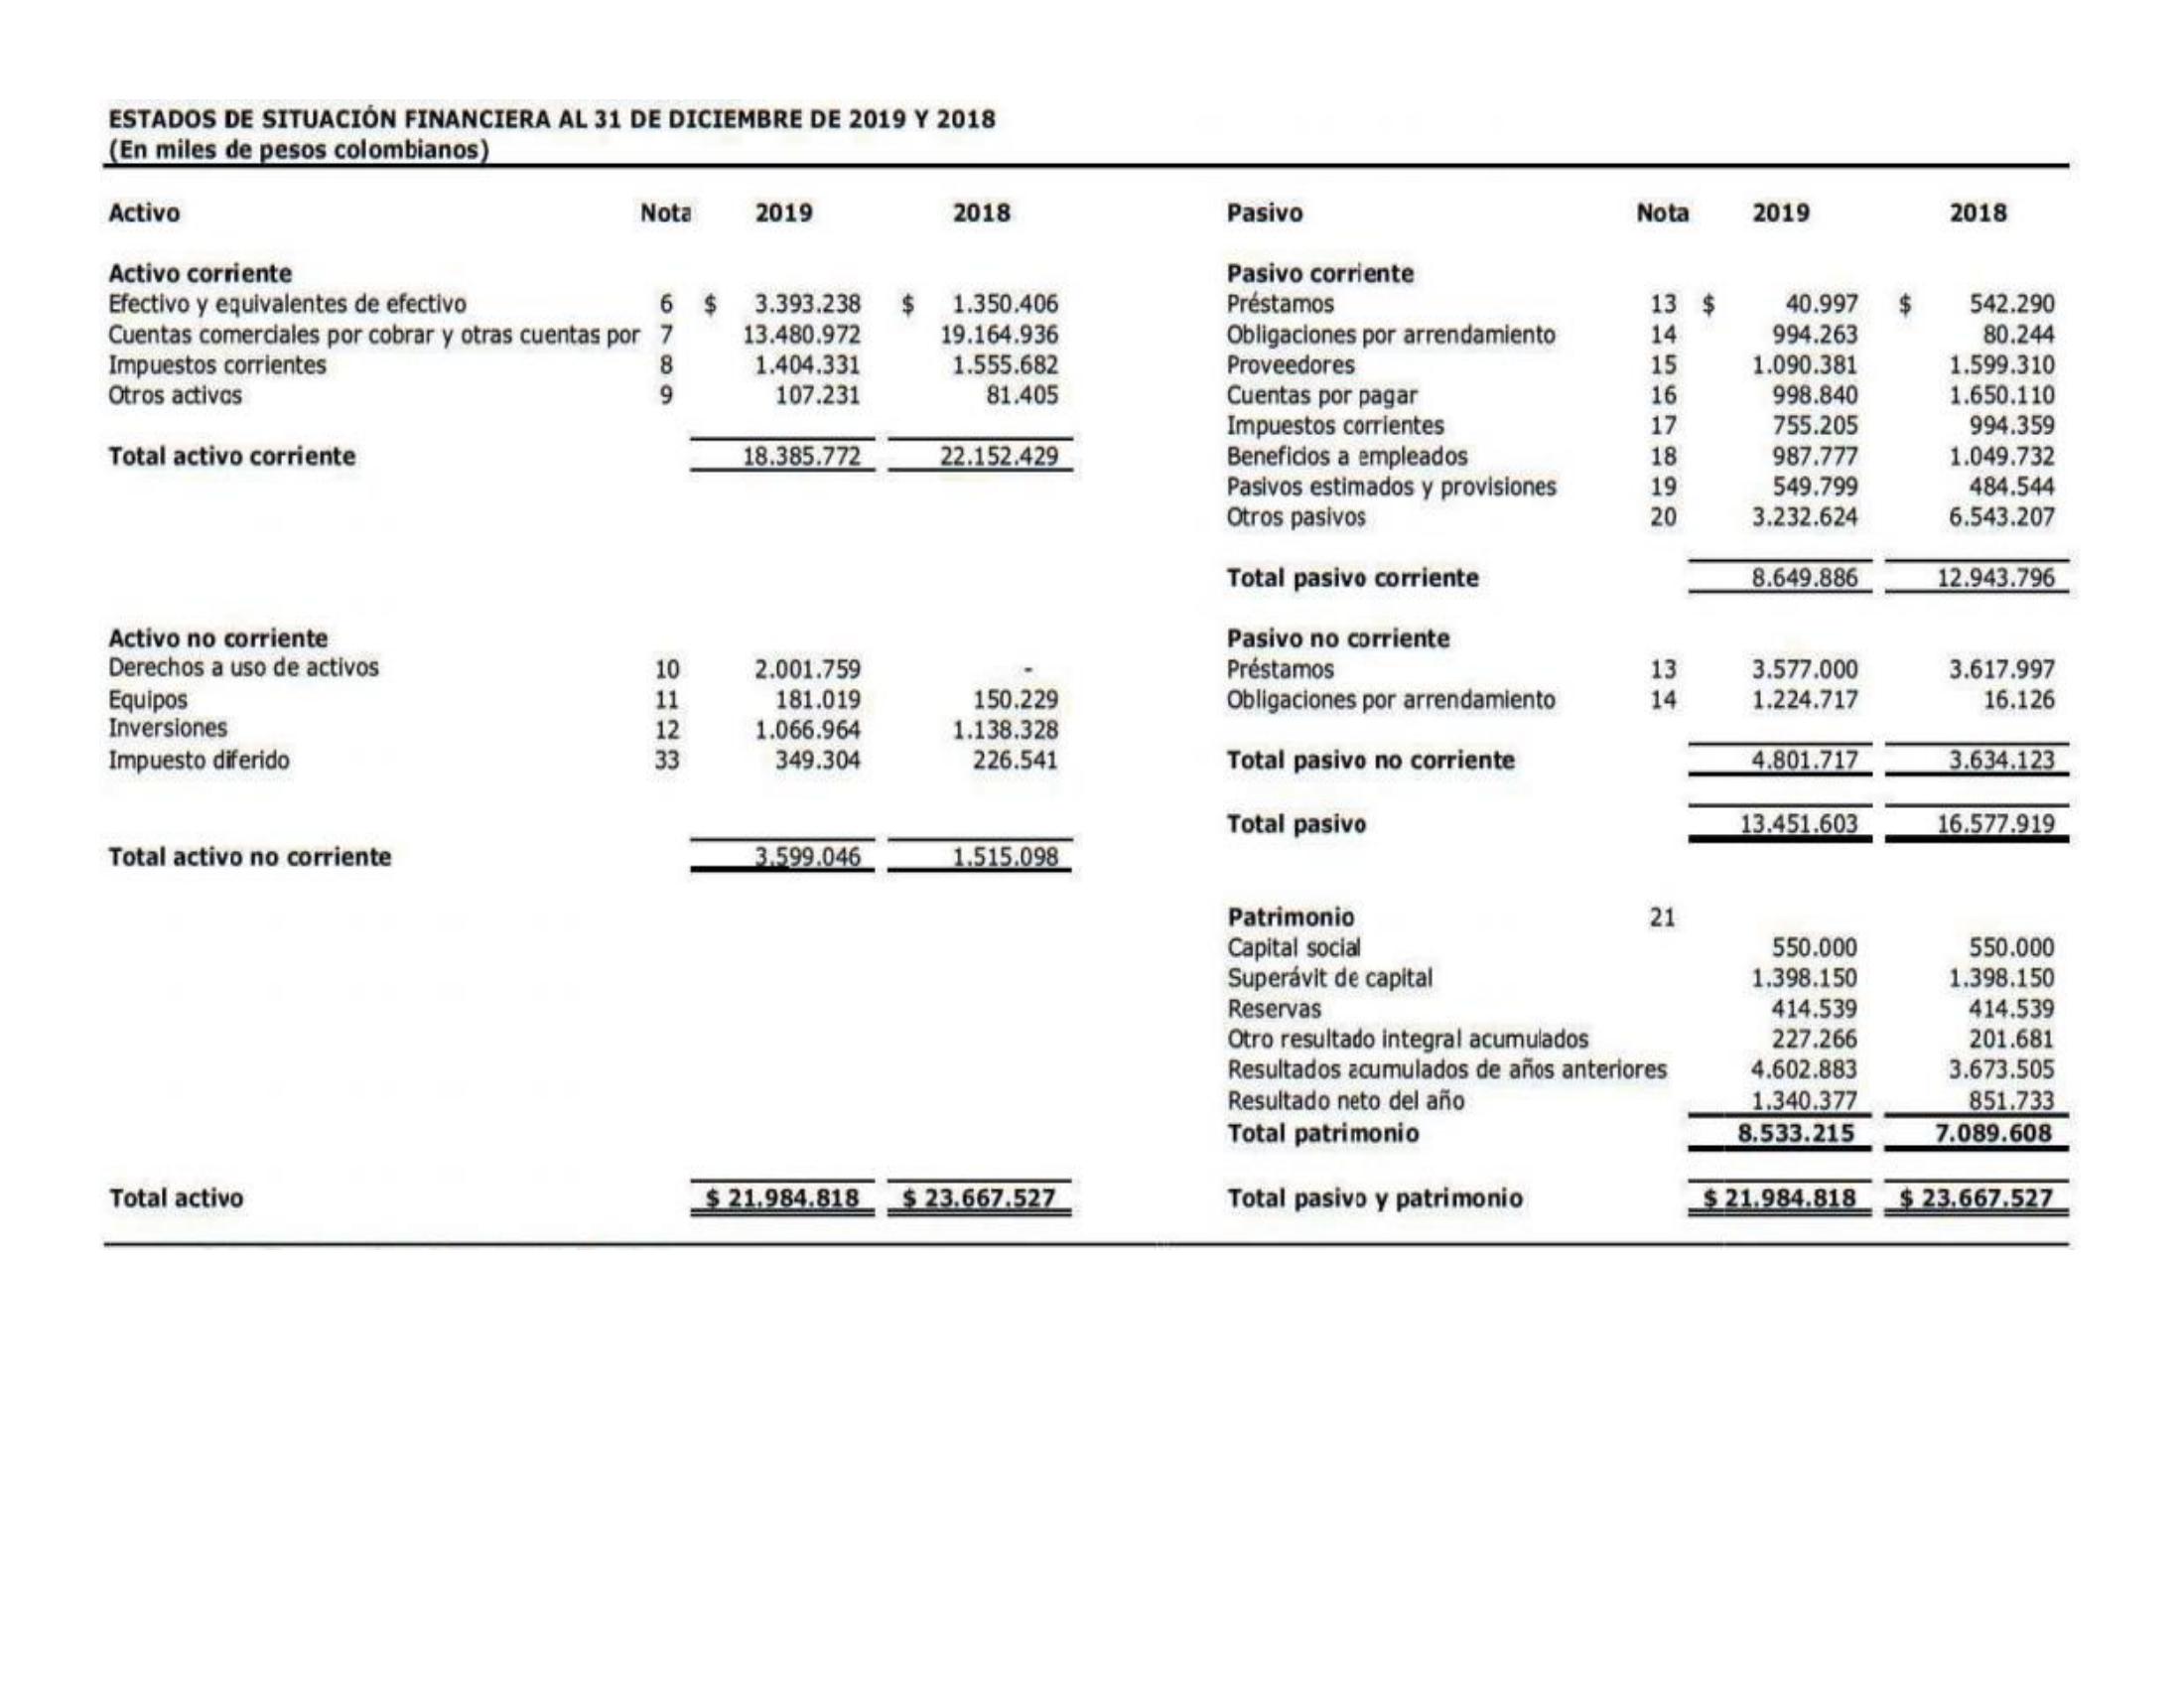 ESTADOS DE SITUACIÓN FINANCIERA AL 31 DE DICIEMBRE DE 2019 Y 2018
(En miles de pesos colombianos)
Activo Nota 2019 2018
Activo corriente
Efectivo y equivalentes de efectivo 6 $ 3.393.238 $ 1.350.406
Cuentas comerciales por cobrar y otras cuentas por 7 13.480.972 19.164.936
Impuestos corrientes 8 1.404.331 1.555.682
Otros activos 9 107.231 81.405
Total activo corriente 18.385.772 22.152.429
Activo no corriente
Derechos a uso de activos 10 2.001.759 -
Equipos 11 181.019 150.229
Inversiones 12 1.066.964 1.138.328
Impuesto diferido 33 349.304 226.541
Total activo no corriente 3.599.046 1.515.098
Total activo $ 21.984.818 $ 23.667.527
Pasivo Nota 2019 2018
Pasivo corriente
Préstamos 13 $ 40.997 $ 542.290
Obligaciones por arrendamiento 14 994.263 80.244
Proveedores 15 1.090.381 1.599.310
Cuentas por pagar 16 998.840 1.650.110
Impuestos corrientes 17 755.205 994.359
Beneficios a empleados 18 987.777 1.049.732
Pasivos estimados y provisiones 19 549.799 484.544
Otros pasivos 20 3.232.624 6.543.207
Total pasivo corriente 8.649.886 12.943.796
Pasivo no corriente
Préstamos 13 3.577.000 3.617.997
Obligaciones por arrendamiento 14 1.224.717 16.126
Total pasivo no corriente 4.801.717 3.634.123
Total pasivo 13.451.603 16.577.919
Patrimonio 21
Capital social 550.000 550.000
Superávit de capital 1.398.150 1.398.150
Reservas 414.539 414.539
Otro resultado integral acumulados 227.266 201.681
Resultados acumulados de años anteriores 4.602.883 3.673.505
Resultado neto del año 1.340.377 851.733
Total patrimonio 8.533.215 7.089.608
Total pasivo y patrimonio $ 21.984.818 $ 23.667.527